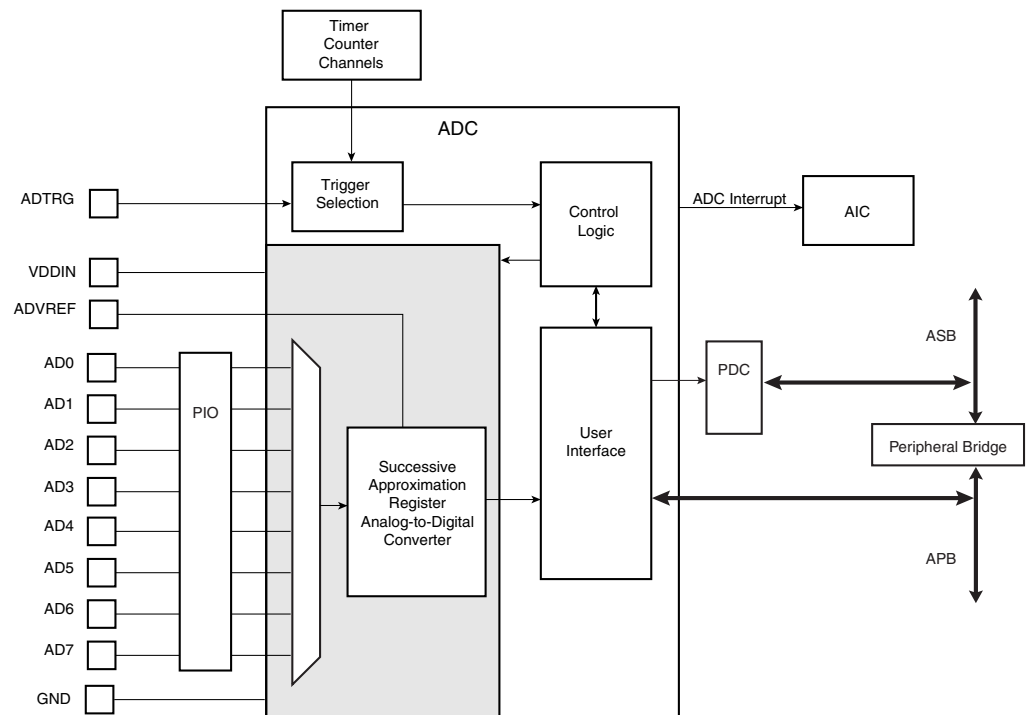 Timer
Counter
Channels
ADC
ADTRG
Trigger
Selection
Control
Logic
ADC Interrupt
AIC
VDDIN
ADVREF
AD0
AD1
AD2
AD3
AD4
AD5
AD6
AD7
GND
PIO
Successive
Approximation
Register
Analog-to-Digital
Converter
User
Interface
PDC
ASB
Peripheral Bridge
APB